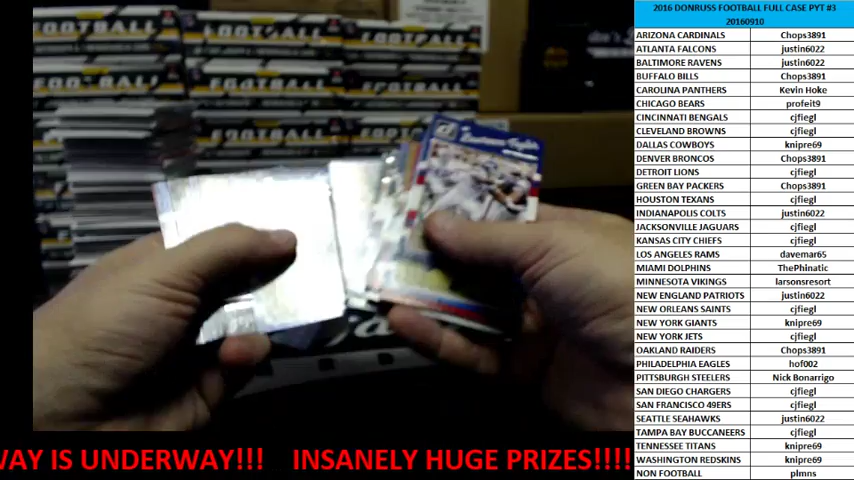 2016 DONRUSS FOOTBALL FULL CASE PYT #3
20160910
ARIZONA CARDINALS Chops3891
ATLANTA FALCONS justin6022
BALTIMORE RAVENS justin6022
BUFFALO BILLS Chops3891
CAROLINA PANTHERS Kevin Hoke
CHICAGO BEARS profeit9
CINCINNATI BENGALS cjfiegl
CLEVELAND BROWNS cjfiegl
DALLAS COWBOYS knipre69
DENVER BRONCOS Chops3891
DETROIT LIONS cjfiegl
GREEN BAY PACKERS Chops3891
HOUSTON TEXANS cjfiegl
INDIANAPOLIS COLTS justin6022
JACKSONVILLE JAGUARS cjfiegl
KANSAS CITY CHIEFS cjfiegl
LOS ANGELES RAMS davemar65
MIAMI DOLPHINS ThePhinatic
MINNESOTA VIKINGS larsonsresort
NEW ENGLAND PATRIOTS justin6022
NEW ORLEANS SAINTS cjfiegl
NEW YORK GIANTS knipre69
NEW YORK JETS cjfiegl
OAKLAND RAIDERS Chops3891
PHILADELPHIA EAGLES hof002
PITTSBURGH STEELERS Nick Bonarrigo
SAN DIEGO CHARGERS cjfiegl
SAN FRANCISCO 49ERS cjfiegl
SEATTLE SEAHAWKS justin6022
TAMPA BAY BUCCANEERS cjfiegl
TENNESSEE TITANS knipre69
WASHINGTON REDSKINS knipre69
NON FOOTBALL plmns
FOOTBALL FOOTBALL FOOTBALL
FOOTBALL FOOTBALL FOOTBALL
FOOTBALL FOOTBALL
WAY IS UNDERWAY!!! INSANELY HUGE PRIZES!!!!